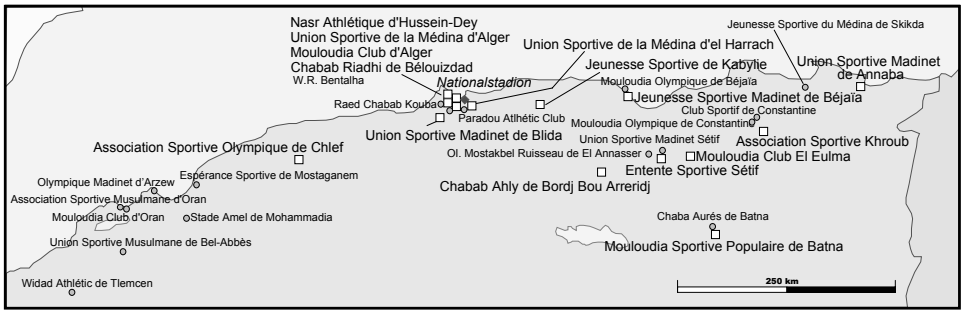 Nasr Athlétique d'Hussein-Dey
Union Sportive de la Médina d'Alger
Mouloudia Club d'Alger
Chabab Riadhi de Bélouizdad
W.R. Bentalha
Nationalstadion
Raed Chabab Kouba
Paradou Athlétic Club
Union Sportive Madinet de Blida
Union Sportive de la Médina d'el Harrach
Jeunesse Sportive de Kabylie
Jeunesse Sportive du Médina de Skikda
Union Sportive Madinet
de Annaba
Mouloudia Olympique de Béjaïa
Jeunesse Sportive Madinet de Béjaïa
Club Sportif de Constantine
Mouloudia Olympique de Constantine
Association Sportive Khroub
Union Sportive Madinet Sétif
Ol. Mostakbel Ruisseau de El Annasser
Mouloudia Club El Eulma
Entente Sportive Sétif
Chabab Ahly de Bordj Bou Arreridj
Association Sportive Olympique de Chlef
Espérance Sportive de Mostaganem
Olympique Madinet d'Arzew
Association Sportive Musulmane d'Oran
Mouloudia Club d'Oran
Stade Amel de Mohammadia
Union Sportive Musulmane de Bel-Abbès
Widad Athlétic de Tlemcen
Chaba Aurés de Batna
Mouloudia Sportive Populaire de Batna
250 km